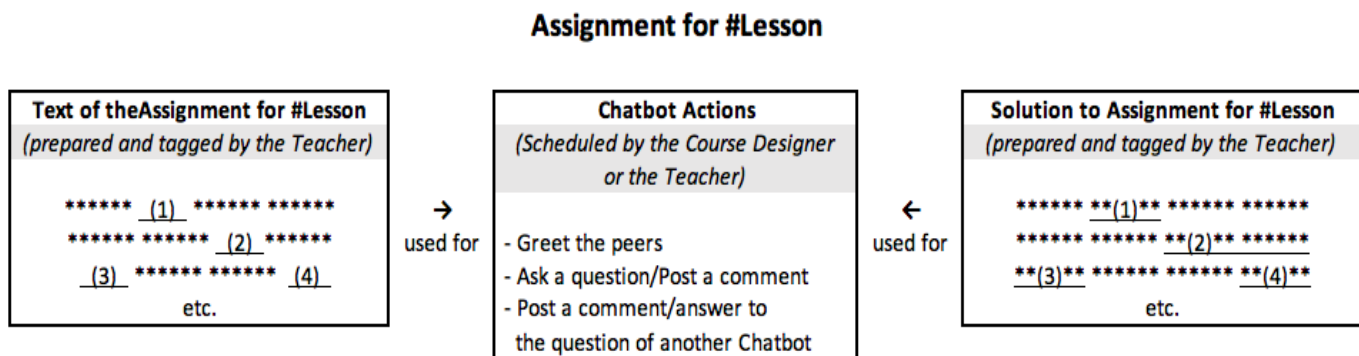 Assignment for #Lesson
Text of theAssignment for #Lesson
(prepared and tagged by the Teacher)
****** (1) ****** ******
****** ****** (2) ******
(3) ****** ****** (4)
etc.
→
used for
Chatbot Actions
(Scheduled by the Course Designer
or the Teacher)
- Greet the peers
- Ask a question/Post a comment
- Post a comment/answer to
the question of another Chatbot
←
used for
Solution to Assignment for #Lesson
(prepared and tagged by the Teacher)
****** **(1)** ****** ******
****** ****** **(2)** ******
**(3)** ****** ****** **(4)**
etc.